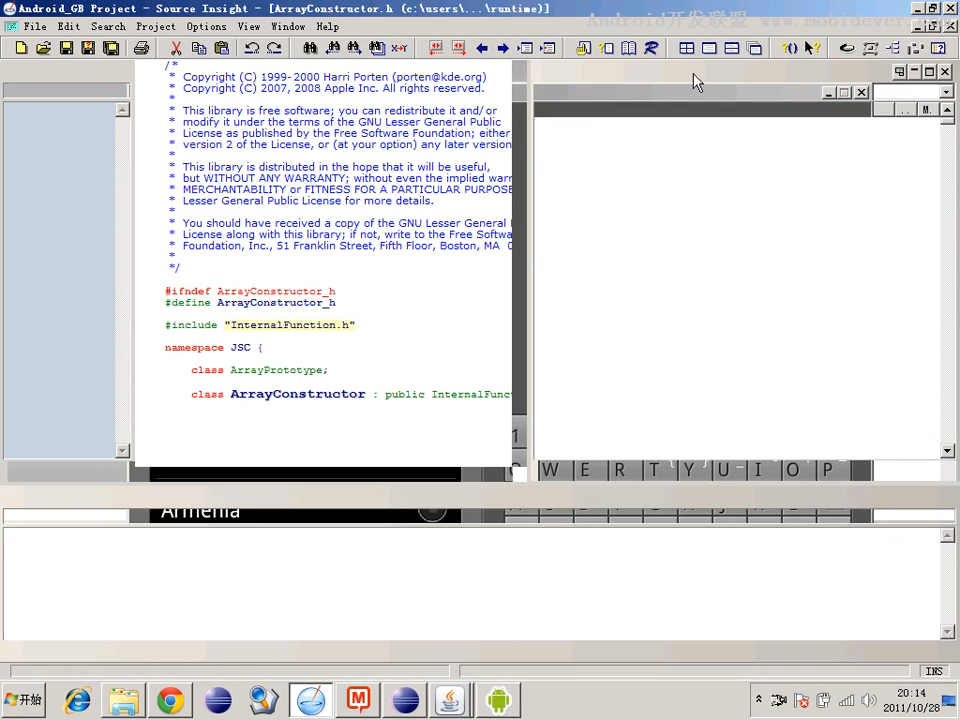 Android_GB Project - Source Insight - [ArrayConstructor.h (c:\users\...\runtime)]
Android开发联盟 www.mobidever.com
File Edit Search Project Options View Window Help
/*
* Copyright (C) 1999-2000 Harri Porten (porten@kde.org)
* Copyright (C) 2007, 2008 Apple Inc. All rights reserved.
*
* This library is free software; you can redistribute it and/or
* modify it under the terms of the GNU Lesser General Public
* License as published by the Free Software Foundation; either
* version 2 of the License, or (at your option) any later version
*
* This library is distributed in the hope that it will be useful,
* but WITHOUT ANY WARRANTY; without even the implied warr
* MERCHANTABILITY or FITNESS FOR A PARTICULAR PURPOSE
* Lesser General Public License for more details.
*
* You should have received a copy of the GNU Lesser General
* License along with this library; if not, write to the Free Softwa
* Foundation, Inc., 51 Franklin Street, Fifth Floor, Boston, MA 0
*
*/
#ifndef ArrayConstructor_h
#define ArrayConstructor_h
#include "InternalFunction.h"
namespace JSC {
class ArrayPrototype;
class ArrayConstructor : public InternalFunc
.. M.
1
W E R T Y U I O P
Armenia
INS
开始
20:14
2011/10/28